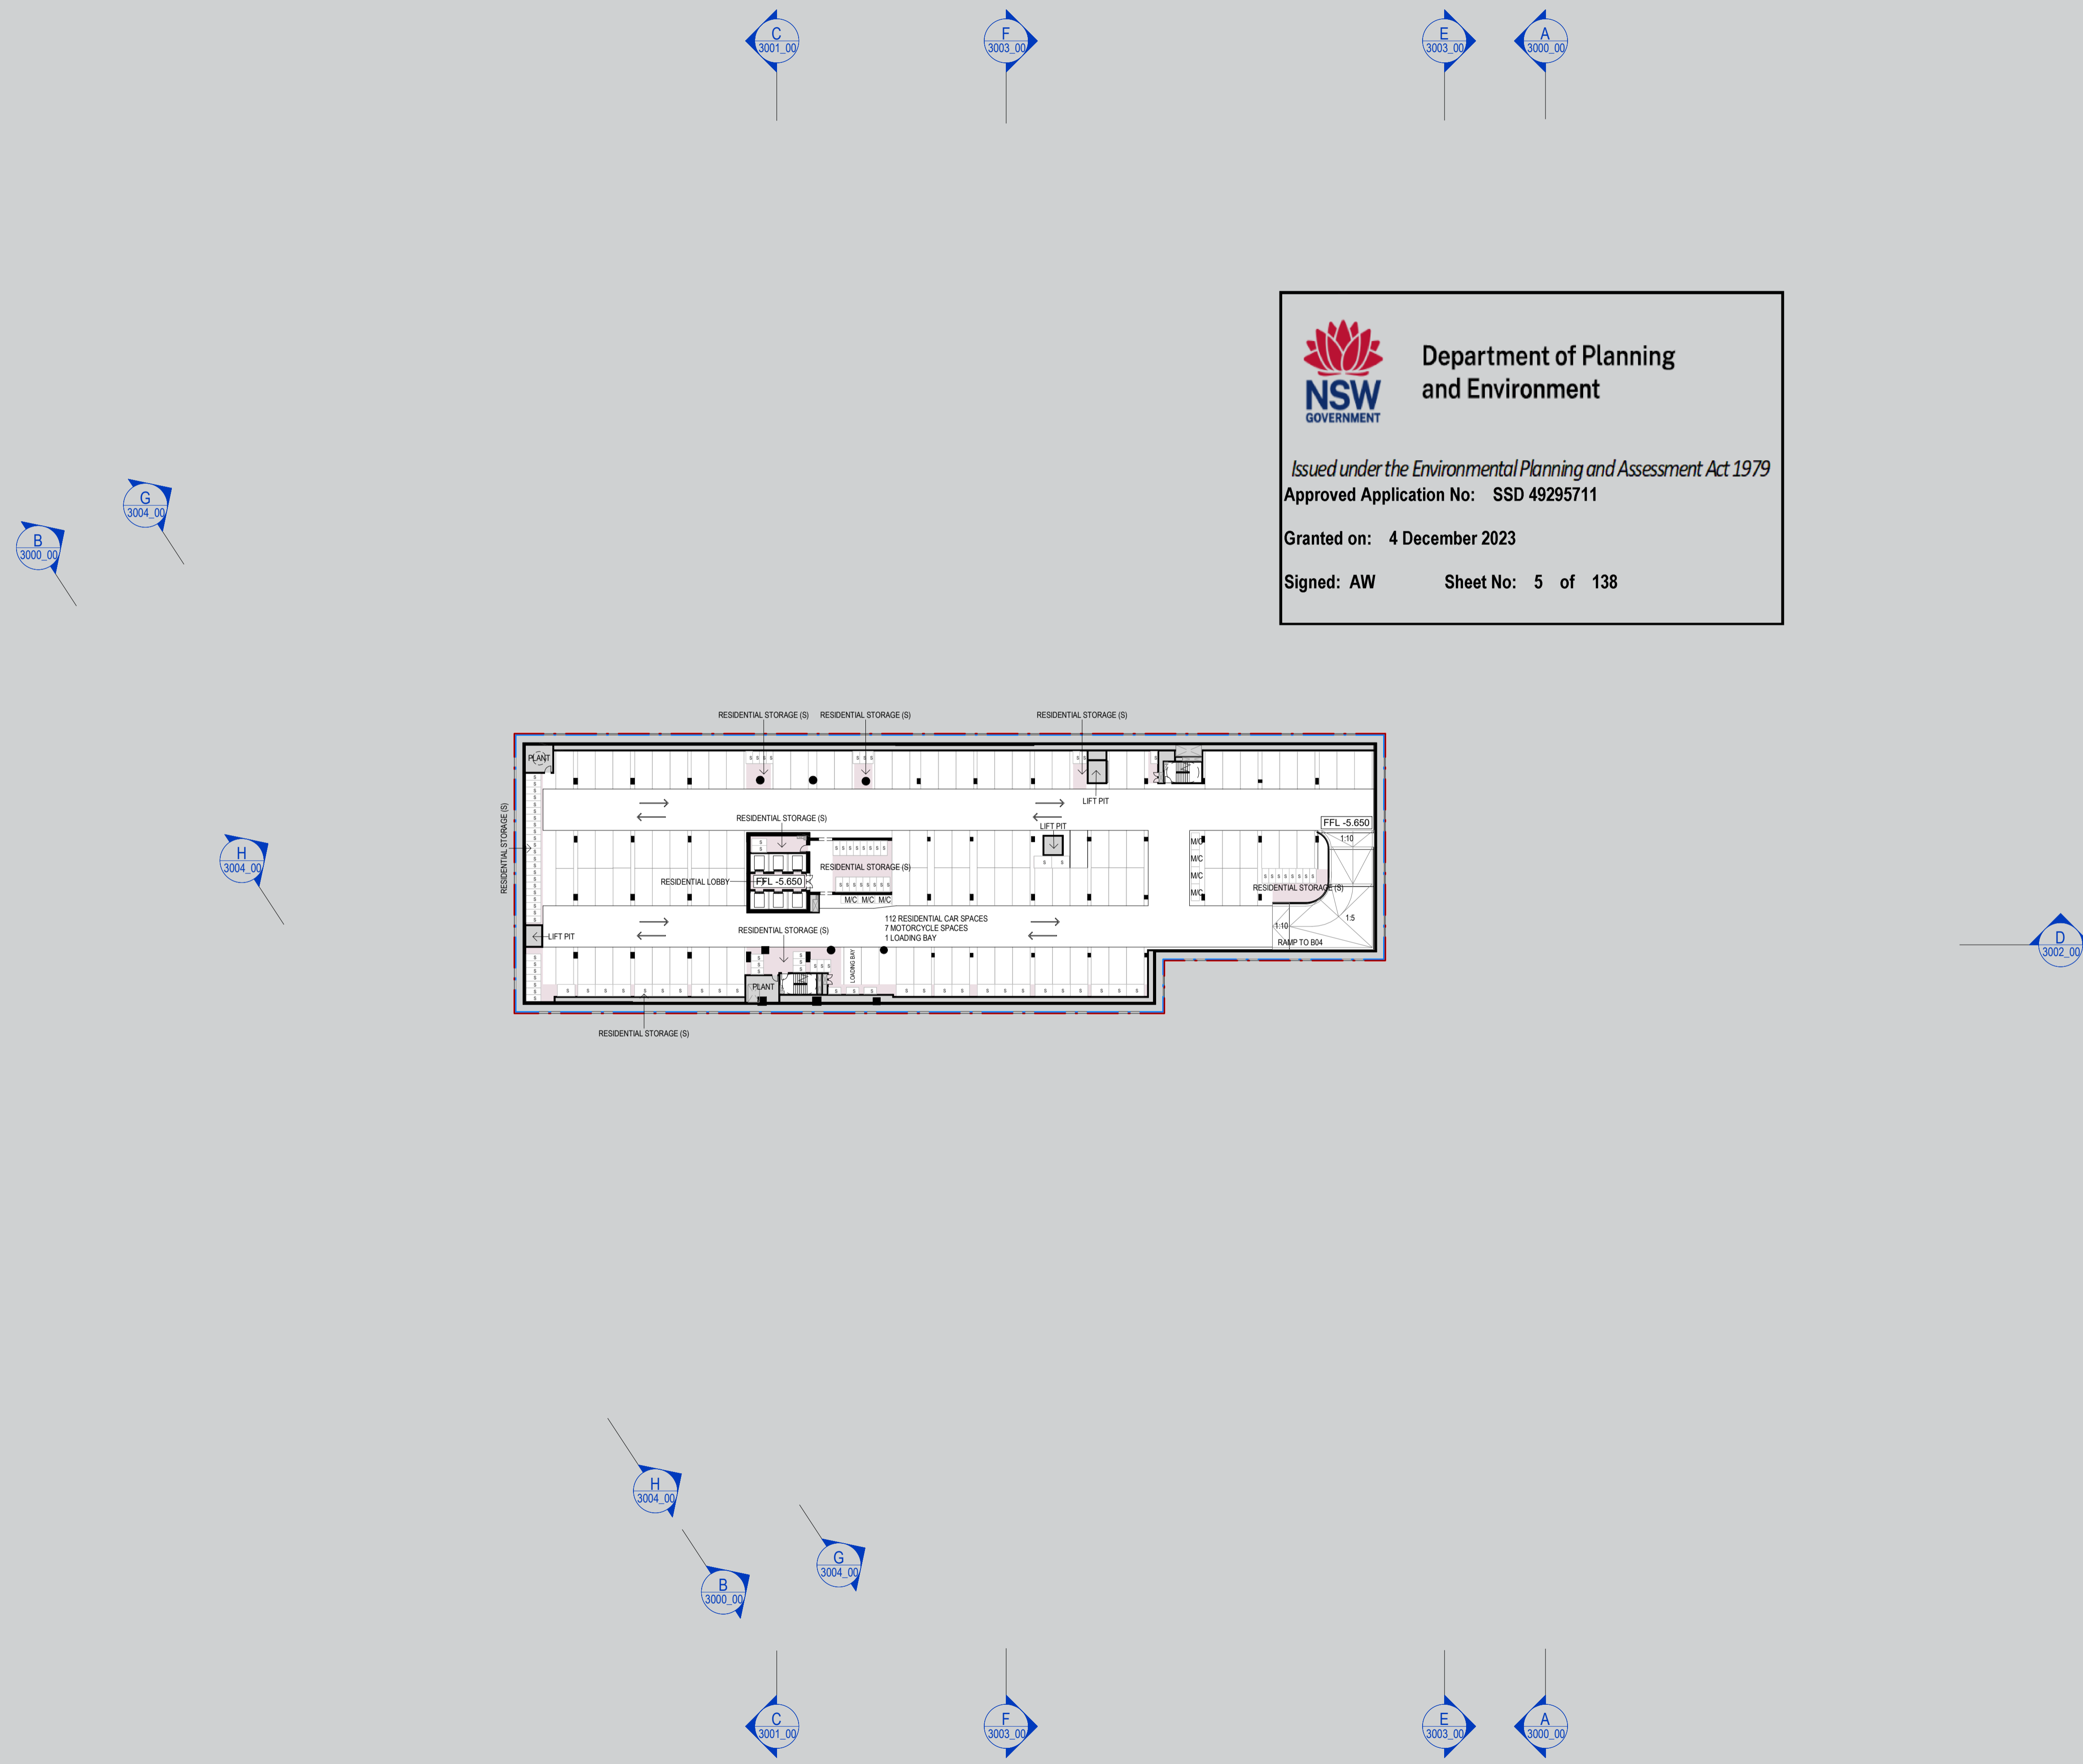 C
3001_00
F
3003_00
E
3003_00
A
3000_00
NSW
GOVERNMENT
Department of Planning
and Environment
Issued under the Environmental Planning and Assessment Act 1979
Approved Application No: SSD 49295711
Granted on: 4 December 2023
Signed: AW Sheet No: 5 of 138
G
3004_00
B
3000_00
H
3004_00
D
3002_00
RESIDENTIAL STORAGE (S)
RESIDENTIAL STORAGE (S)
RESIDENTIAL STORAGE (S)
PLANT
LIFT PIT
RESIDENTIAL STORAGE (S)
RESIDENTIAL STORAGE (S)
LIFT PIT
FFL -5.650
1:10
M/C
M/C
M/C
M/C
RESIDENTIAL STORAGE (S)
RESIDENTIAL LOBBY
FFL -5.650
RESIDENTIAL STORAGE (S)
M/C M/C M/C
112 RESIDENTIAL CAR SPACES
7 MOTORCYCLE SPACES
1 LOADING BAY
1:5
1:10
RAMP TO B04
RESIDENTIAL STORAGE (S)
LIFT PIT
LOADING BAY
PLANT
RESIDENTIAL STORAGE (S)
H
3004_00
B
3000_00
G
3004_00
C
3001_00
F
3003_00
E
3003_00
A
3000_00